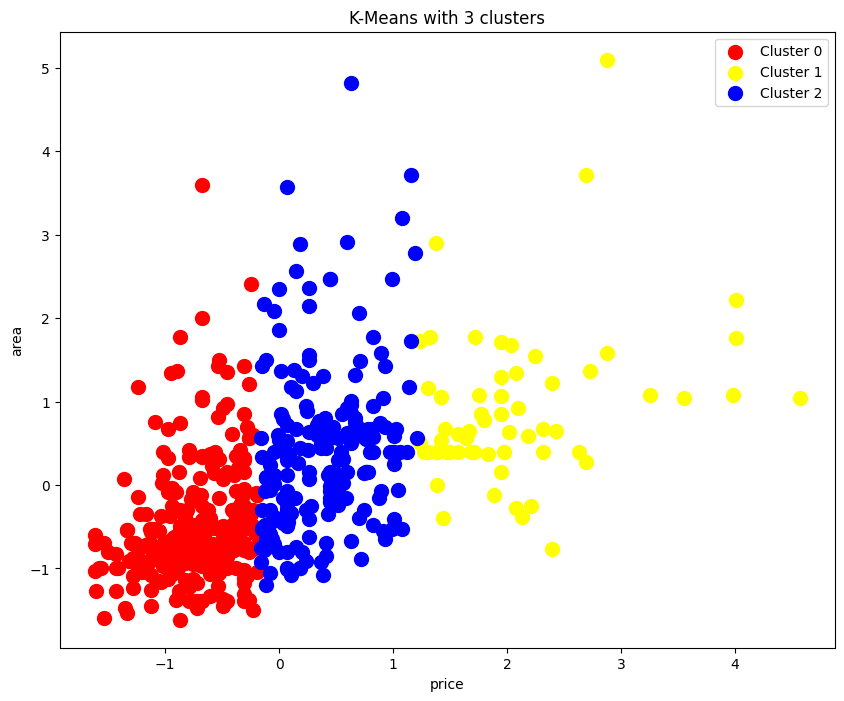 K-Means with 3 clusters
Cluster 0
Cluster 1
Cluster 2
area
5
4
3
2
1
0
−1
−1 0 1 2 3 4
price